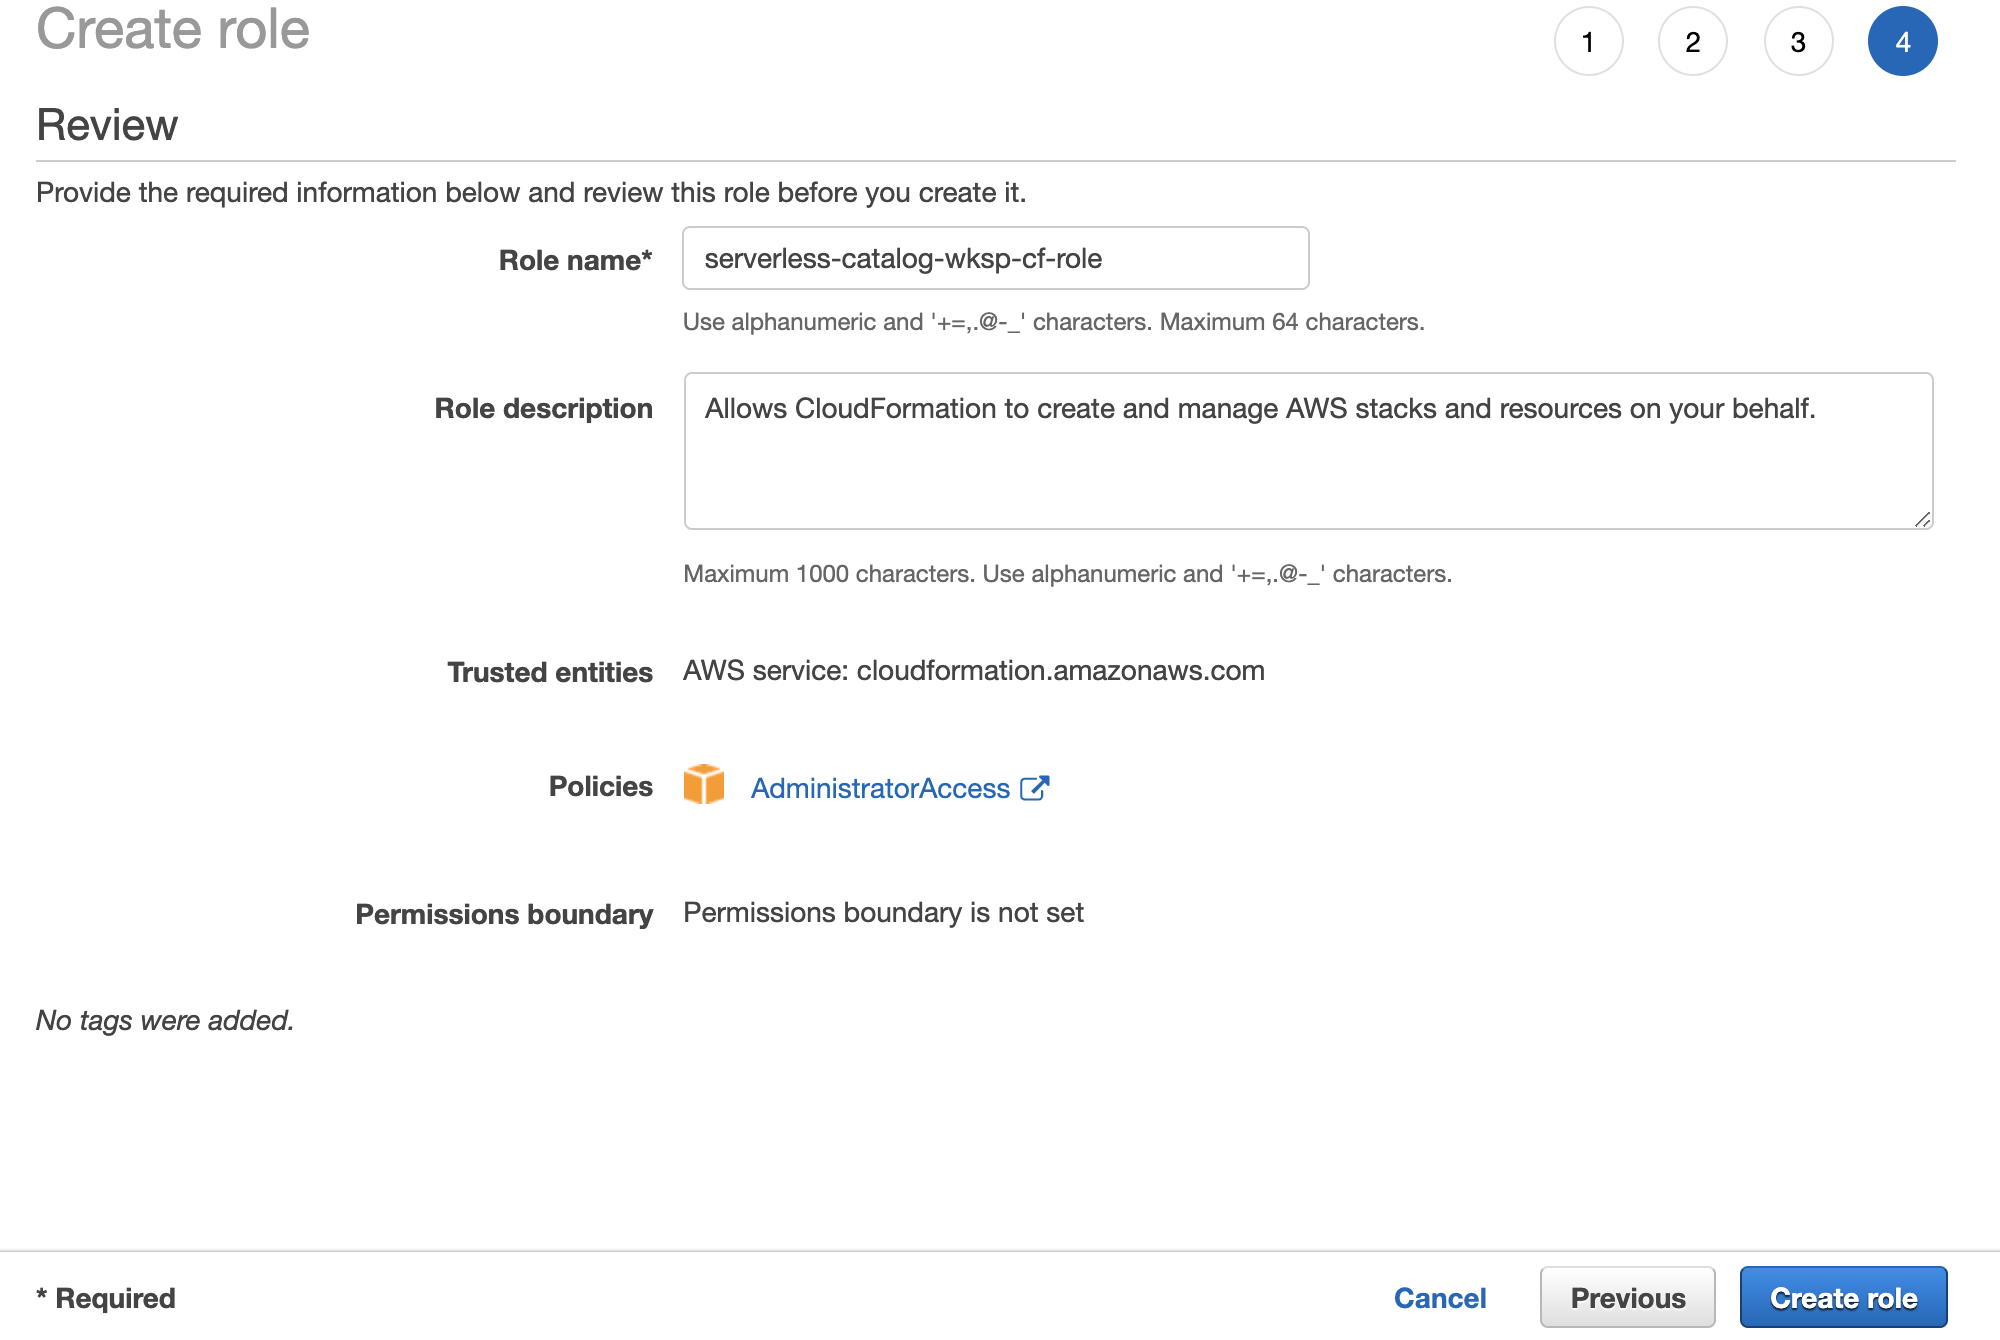 Create role
1 2 3 4
Review
Provide the required information below and review this role before you create it.
Role name* serverless-catalog-wksp-cf-role
Use alphanumeric and '+=,.@-_' characters. Maximum 64 characters.
Role description Allows CloudFormation to create and manage AWS stacks and resources on your behalf.
Maximum 1000 characters. Use alphanumeric and '+=,.@-_' characters.
Trusted entities AWS service: cloudformation.amazonaws.com
Policies AdministratorAccess
Permissions boundary Permissions boundary is not set
No tags were added.
* Required Cancel Previous Create role